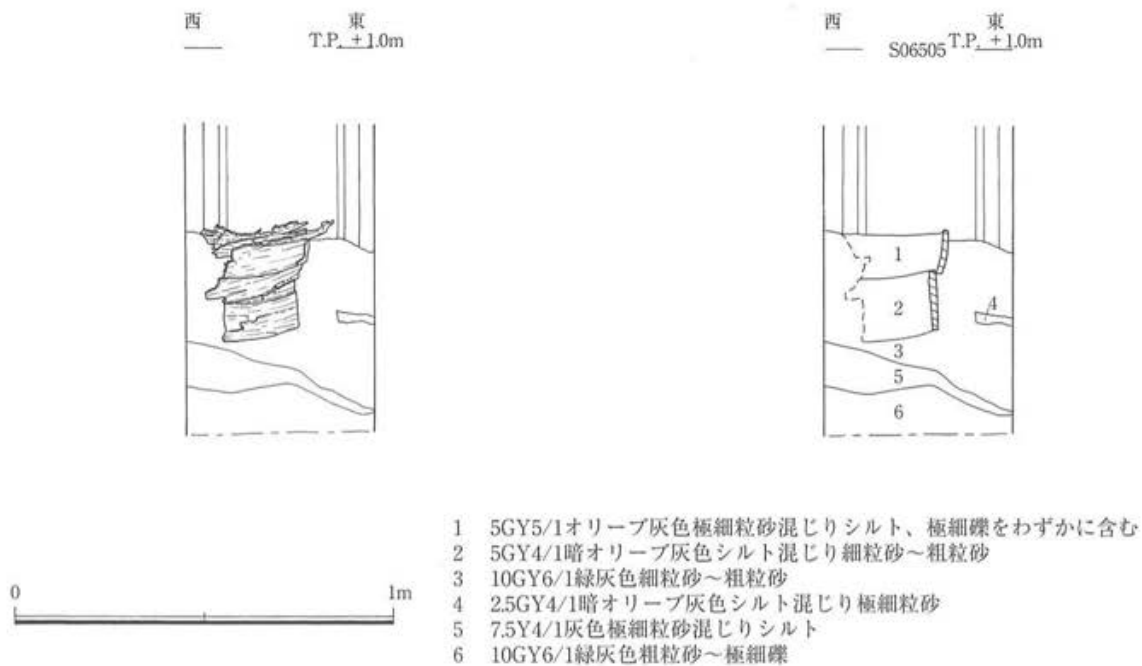 西 東
T.P. +1.0m
西 東
S06505 T.P. +1.0m
1
2
4
3
5
6
1 5GY5/1オリーブ灰色極細粒砂混じりシルト、極細礫をわずかに含む
2 5GY4/1暗オリーブ灰色シルト混じり細粒砂～粗粒砂
3 10GY6/1緑灰色細粒砂～粗粒砂
4 2.5GY4/1暗オリーブ灰色シルト混じり極細粒砂
5 7.5Y4/1灰色極細粒砂混じりシルト
6 10GY6/1緑灰色粗粒砂～極細礫
0 1m